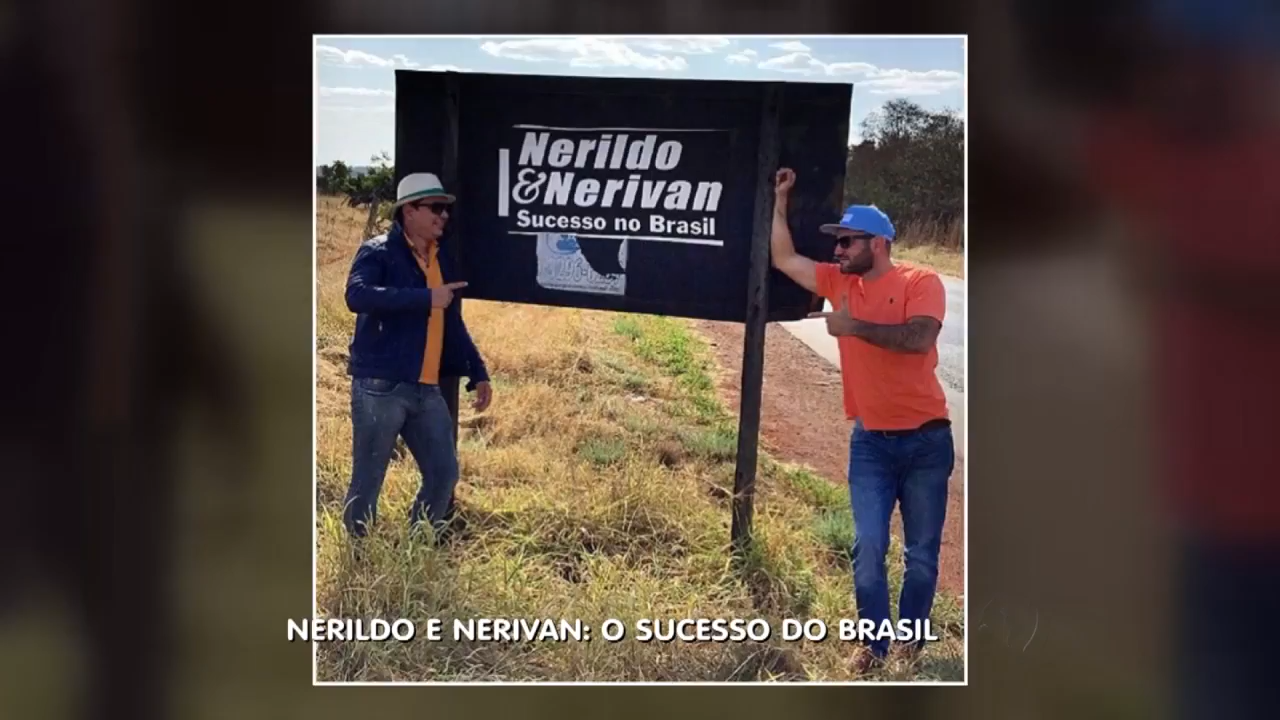 Nerildo
& Nerivan
Sucesso no Brasil
NERILDO E NERIVAN: O SUCESSO DO BRASIL